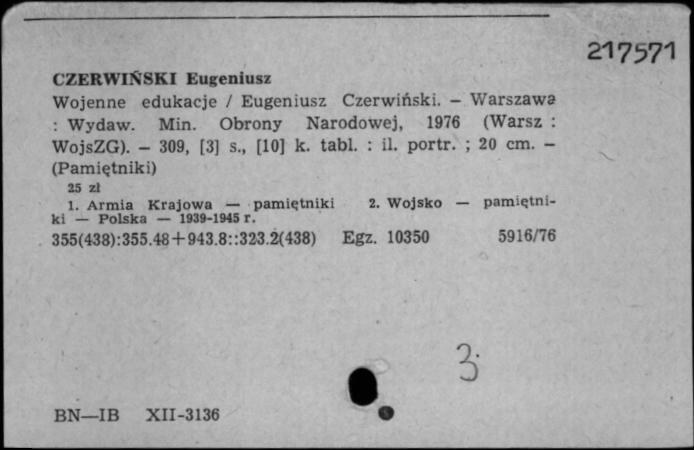 217571
CZERWIŃSKI Eugeniusz
Wojenne edukacje / Eugeniusz Czerwiński. – Warszawa
: Wydaw. Min. Obrony Narodowej, 1976 (Warsz :
WojsZG). – 309, [3] s., [10] k. tabl. : il. portr. ; 20 cm. –
(Pamiętniki)
25 zł
1. Armia Krajowa — pamiętniki 2. Wojsko — pamiętni-
ki — Polska — 1939-1945 r.
355(438):355.48+943.8::323.2(438) Egz. 10350 5916/76
3
BN—IB XII-3136